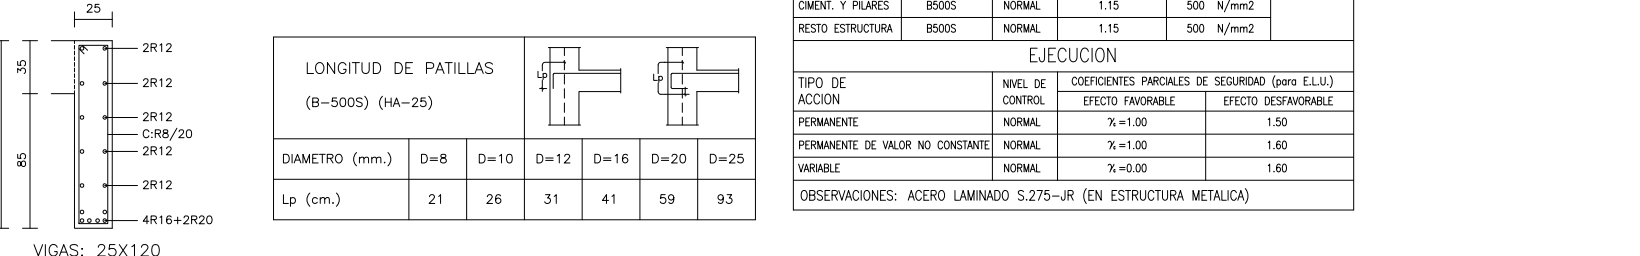 25
35
85
2R12
2R12
2R12
C:R8/20
2R12
2R12
4R16+2R20
VIGAS: 25X120
LONGITUD DE PATILLAS
(B-500S) (HA-25)
Lp
Lp
DIAMETRO (mm.) D=8 D=10 D=12 D=16 D=20 D=25
Lp (cm.) 21 26 31 41 59 93
CIMENT. Y PILARES B500S NORMAL 1.15 500 N/mm2
RESTO ESTRUCTURA B500S NORMAL 1.15 500 N/mm2
EJECUCION
TIPO DE
ACCION
NIVEL DE
CONTROL
COEFICIENTES PARCIALES DE SEGURIDAD (para E.L.U.)
EFECTO FAVORABLE EFECTO DESFAVORABLE
PERMANENTE NORMAL =1.00 1.50
PERMANENTE DE VALOR NO CONSTANTE NORMAL =1.00 1.60
VARIABLE NORMAL =0.00 1.60
OBSERVACIONES: ACERO LAMINADO S.275-JR (EN ESTRUCTURA METALICA)